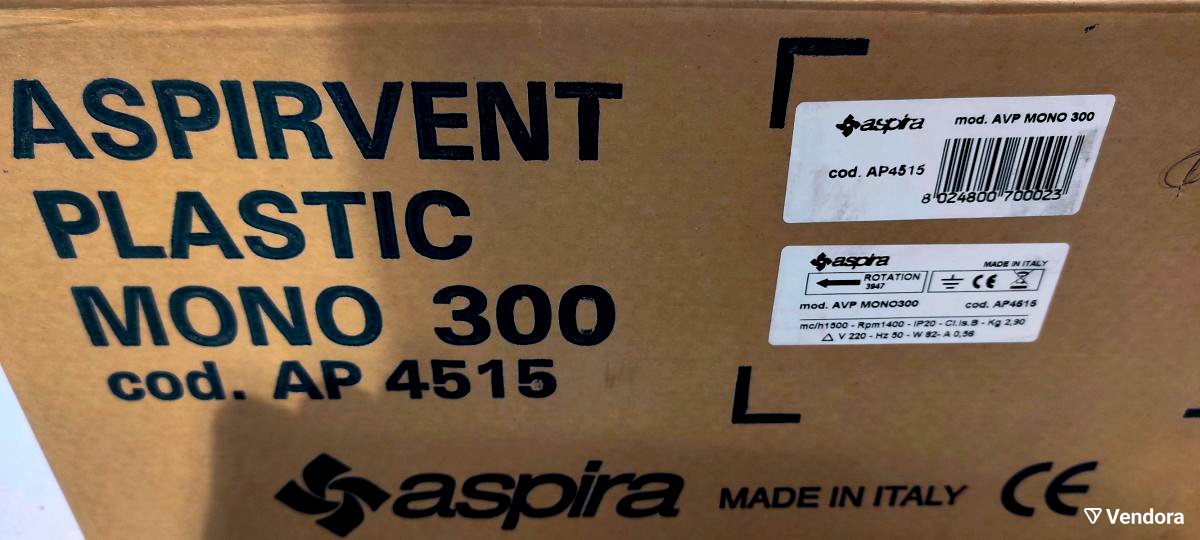 ASPIRVENT
PLASTIC
MONO 300
cod. AP 4515
aspira MADE IN ITALY CE
aspira mod. AVP MONO 300
cod. AP4515
8 024800 700023
aspira MADE IN ITALY
ROTATION
3947
CE
mod. AVP MONO300 cod. AP4515
mc/h1500 - Rpm1400 - IP20 - Cl.Is.B - Kg 2,90
V 220 - Hz 50 - W 82 - A 0,56
Vendora